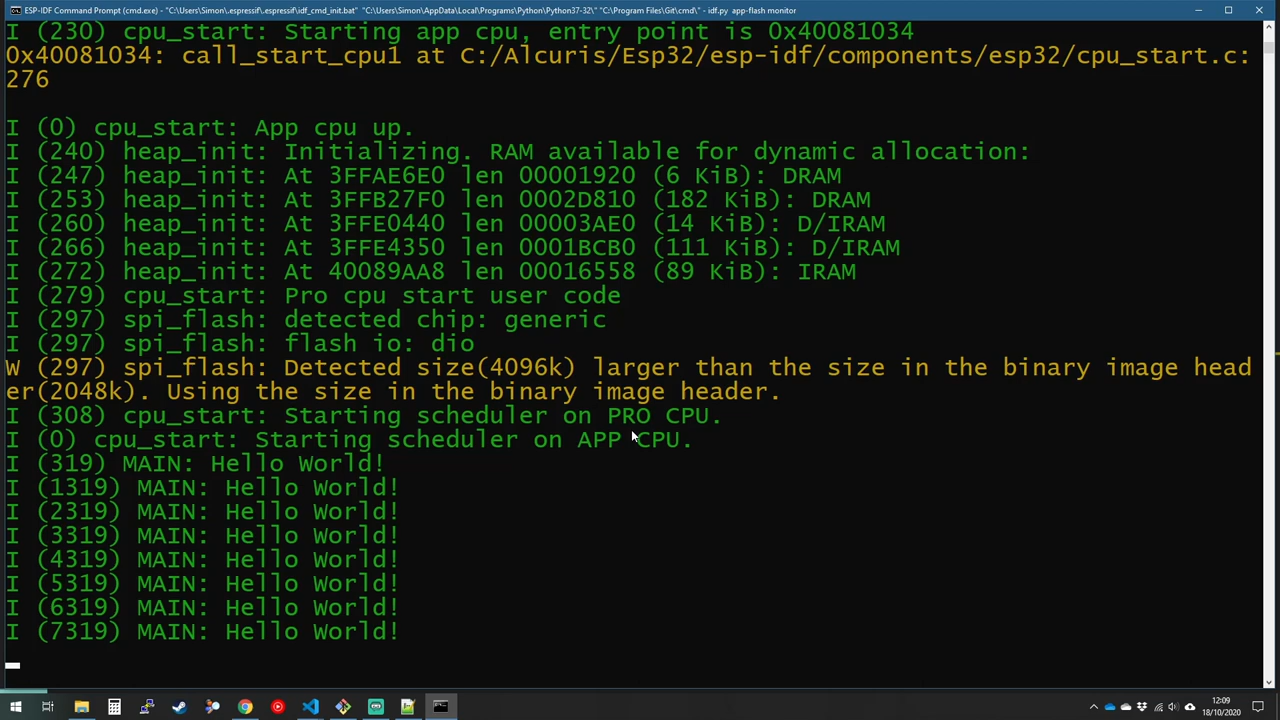 ESP-IDF Command Prompt (cmd.exe) - "C:\Users\Simon\.espressif\.espressif\idf_cmd_init.bat" "C:\Users\Simon\AppData\Local\Programs\Python\Python37-32\" "C:\Program Files\Git\cmd\" - idf.py app-flash monitor
I (230) cpu_start: Starting app cpu, entry point is 0x40081034
0x40081034: call_start_cpu1 at C:/Alcuris/Esp32/esp-idf/components/esp32/cpu_start.c:
276
I (0) cpu_start: App cpu up.
I (240) heap_init: Initializing. RAM available for dynamic allocation:
I (247) heap_init: At 3FFAE6E0 len 00001920 (6 KiB): DRAM
I (253) heap_init: At 3FFB27F0 len 0002D810 (182 KiB): DRAM
I (260) heap_init: At 3FFE0440 len 00003AE0 (14 KiB): D/IRAM
I (266) heap_init: At 3FFE4350 len 0001BCB0 (111 KiB): D/IRAM
I (272) heap_init: At 40089AA8 len 00016558 (89 KiB): IRAM
I (279) cpu_start: Pro cpu start user code
I (297) spi_flash: detected chip: generic
I (297) spi_flash: flash io: dio
W (297) spi_flash: Detected size(4096k) larger than the size in the binary image head
er(2048k). Using the size in the binary image header.
I (308) cpu_start: Starting scheduler on PRO CPU.
I (0) cpu_start: Starting scheduler on APP CPU.
I (319) MAIN: Hello World!
I (1319) MAIN: Hello World!
I (2319) MAIN: Hello World!
I (3319) MAIN: Hello World!
I (4319) MAIN: Hello World!
I (5319) MAIN: Hello World!
I (6319) MAIN: Hello World!
I (7319) MAIN: Hello World!
12:09
18/10/2020